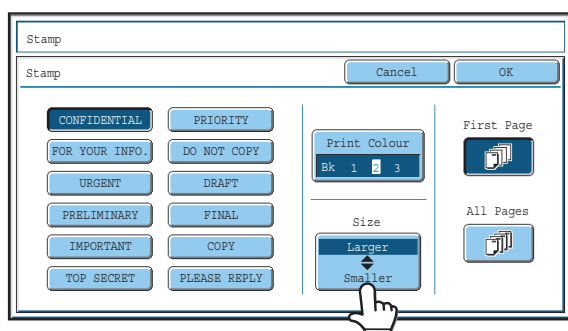 Stamp
Stamp
Cancel
OK
CONFIDENTIAL
PRIORITY
FOR YOUR INFO.
DO NOT COPY
URGENT
DRAFT
PRELIMINARY
FINAL
IMPORTANT
COPY
TOP SECRET
PLEASE REPLY
Print Colour
Bk 1 2 3
Size
Larger
Smaller
First Page
All Pages